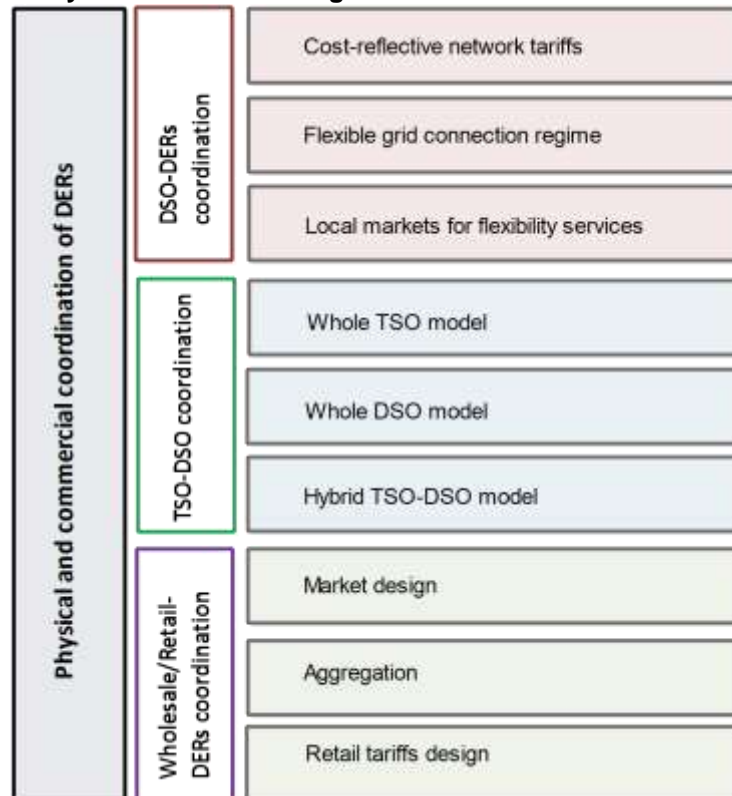 Physical and commercial coordination of DERs
DSO-DERs
coordination
Cost-reflective network tariffs
Flexible grid connection regime
Local markets for flexibility services
TSO-DSO coordination
Whole TSO model
Whole DSO model
Hybrid TSO-DSO model
Wholesale/Retail-
DERs coordination
Market design
Aggregation
Retail tariffs design